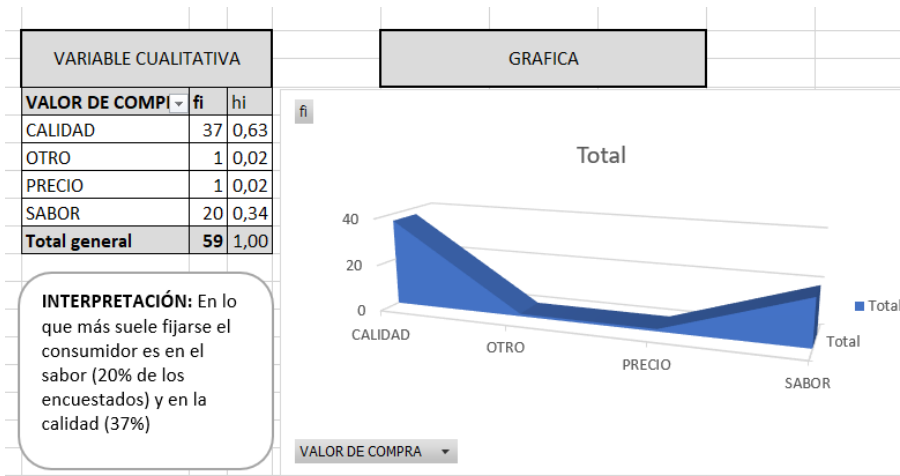 VARIABLE CUALITATIVA
GRAFICA
VALOR DE COMPI fi hi
CALIDAD 37 0,63
OTRO 1 0,02
PRECIO 1 0,02
SABOR 20 0,34
Total general 59 1,00
INTERPRETACIÓN: En lo
que más suele fijarse el
consumidor es en el
sabor (20% de los
encuestados) y en la
calidad (37%)
fi
Total
40
20
0
CALIDAD
OTRO
PRECIO
SABOR
Total
Total
VALOR DE COMPRA